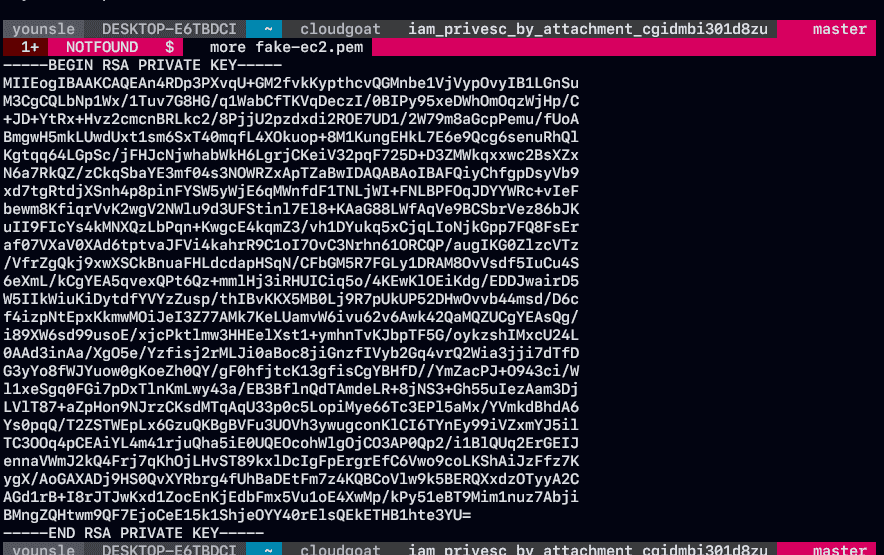 younsle DESKTOP-E6TBDCI ~ cloudgoat iam_privesc_by_attachment_cgidmbi301d8zu master
1+ NOTFOUND $ more fake-ec2.pem
-----BEGIN RSA PRIVATE KEY-----
MIIEogIBAAKCAQEAn4RDp3PXvqU+GM2fvkKypthcvQGMnbe1VjVypOvyIB1LGnSu
M3CgCQLbNp1Wx/1Tuv7G8HG/q1WabCfTKVqDeczI/0BIPy95xeDWhOmOqzWjHp/C
+JD+YtRx+Hvz2cmcnBRLkc2/8PjjU2pzdxdi2ROE7UD1/2W79m8aGcpPemu/fUoA
BmgwH5mkLUwdUxt1sm6SxT40mqfL4XOkuop+8M1KungEHkL7E6e9Qcg6senuRhQl
Kgtqq64LGpSc/jFHJcNjwhabWkH6LgrjCKeiV32pqF725D+D3ZMWkqxxwc2BsXZx
N6a7RkQZ/zCkqSbaYE3mf04s3NOWRZxApTZaBwIDAQABAoIBAFQiyChfgpDsyVb9
xd7tgRtdjXSnh4p8pinFYSW5yWjE6qMWnfdF1TNLjWI+FNLBPFOqJDYYWRc+vIeF
bewm8KfiqrVvK2wgV2NWlu9d3UFStinl7El8+KAaG88LWfAqVe9BCSbrVez86bJK
uII9FIcYs4kMNXQzLbPqn+KwgcE4kqmZ3/vh1DYukq5xCjqLIoNjkGpp7FQ8FsEr
af07VXaV0XAd6tptvaJFVi4kahrR9C1oI7OvC3Nrhn61ORCQP/augIKG0ZlzcVTz
/VfrZgQkj9xwXSCkBnuaFHLdcdapHSqN/CFbGM5R7FGLy1DRAM8OvVsdf5IuCu4S
6eXmL/kCgYEA5qvexQPt6Qz+mmlHj3iRHUICiq5o/4KEwKlOEiKdg/EDDJwairD5
W5IIkWiuKiDytdfYVYzZusp/thIBvKKX5MB0Lj9R7pUkUP52DHwOvvb44msd/D6c
f4izpNtEpxKkmwMOiJeI3Z77AMk7KeLUamvW6ivu62v6Awk42QaMQZUCgYEAsQg/
i89XW6sd99usoE/xjcPktlmw3HHEelXst1+ymhnTvKJbpTF5G/oykzshIMxcU24L
0AAd3inAa/XgO5e/Yzfisj2rMLJi0aBoc8jiGnzfIVyb2Gq4vrQ2Wia3jji7dTfD
G3yYo8fWJYuow0gKoeZh0QY/gF0hfjtcK13gfisCgYBHfD//YmZacPJ+O943ci/W
l1xeSgq0FGi7pDxTlnKmLwy43a/EB3BflnQdTAmdeLR+8jNS3+Gh55uIezAam3Dj
LVlT87+aZpHon9NJrzCKsdMTqAqU33p0c5LopiMye66Tc3EPl5aMx/YVmkdBhdA6
Ys0pqQ/T2ZSTWEpLx6GzuQKBgBVFu3UOVh3ywugconKlCI6TYnEy99iVZxmYJ5il
TC3OOq4pCEAiYL4m41rjuQha5iE0UQEOcohWlgOjCO3AP0Qp2/i1BlQUq2ErGEIJ
ennaVWmJ2kQ4Frj7qKhOjLHvST89kxlDcIgFpErgrEfC6Vwo9coLKShAiJzFfz7K
ygX/AoGAXADj9HS0QvXYRbrg4fUhBaDEtFm7z4KQBCoVlw9k5BERQXxdzOTyyA2C
AGd1rB+I8rJTJwKxd1ZocEnKjEdbFmx5Vu1oE4XwMp/kPy51eBT9Mim1nuz7Abji
BMngZQHtwm9QF7EjoCeE15k1ShjeOYY40rElsQEkETHB1hte3YU=
-----END RSA PRIVATE KEY-----
younsle DESKTOP-E6TBDCI ~ cloudgoat iam_privesc_by_attachment_cgidmbi301d8zu master